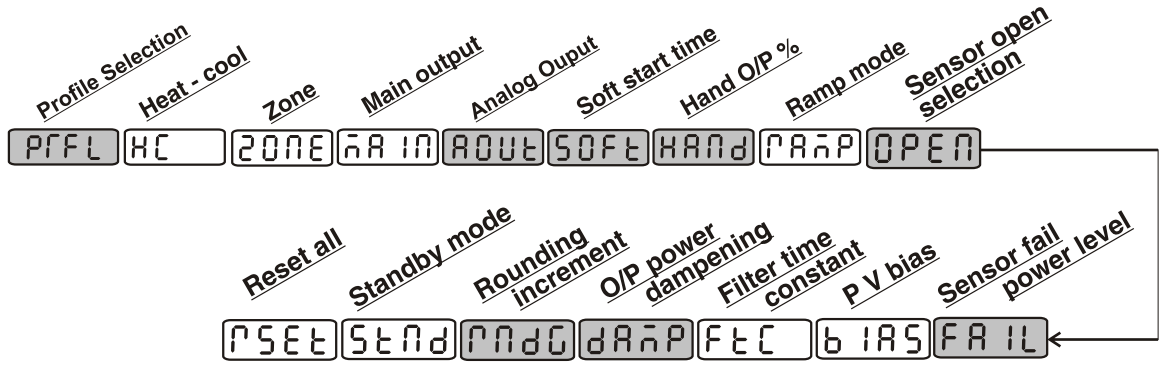 Profile Selection
Heat - cool
Zone
Main output
Analog Ouput
Soft start time
Hand O/P %
Ramp mode
Sensor open
selection
PrFL
HC
ZONE
mAIN
AOUt
SOFt
HANd
rAmP
OPEN
Reset all
Standby mode
Rounding
increment
O/P power
dampening
Filter time
constant
P V bias
Sensor fail
power level
rSEt
StNd
rNdG
dAmP
FtC
bIAS
FAIL